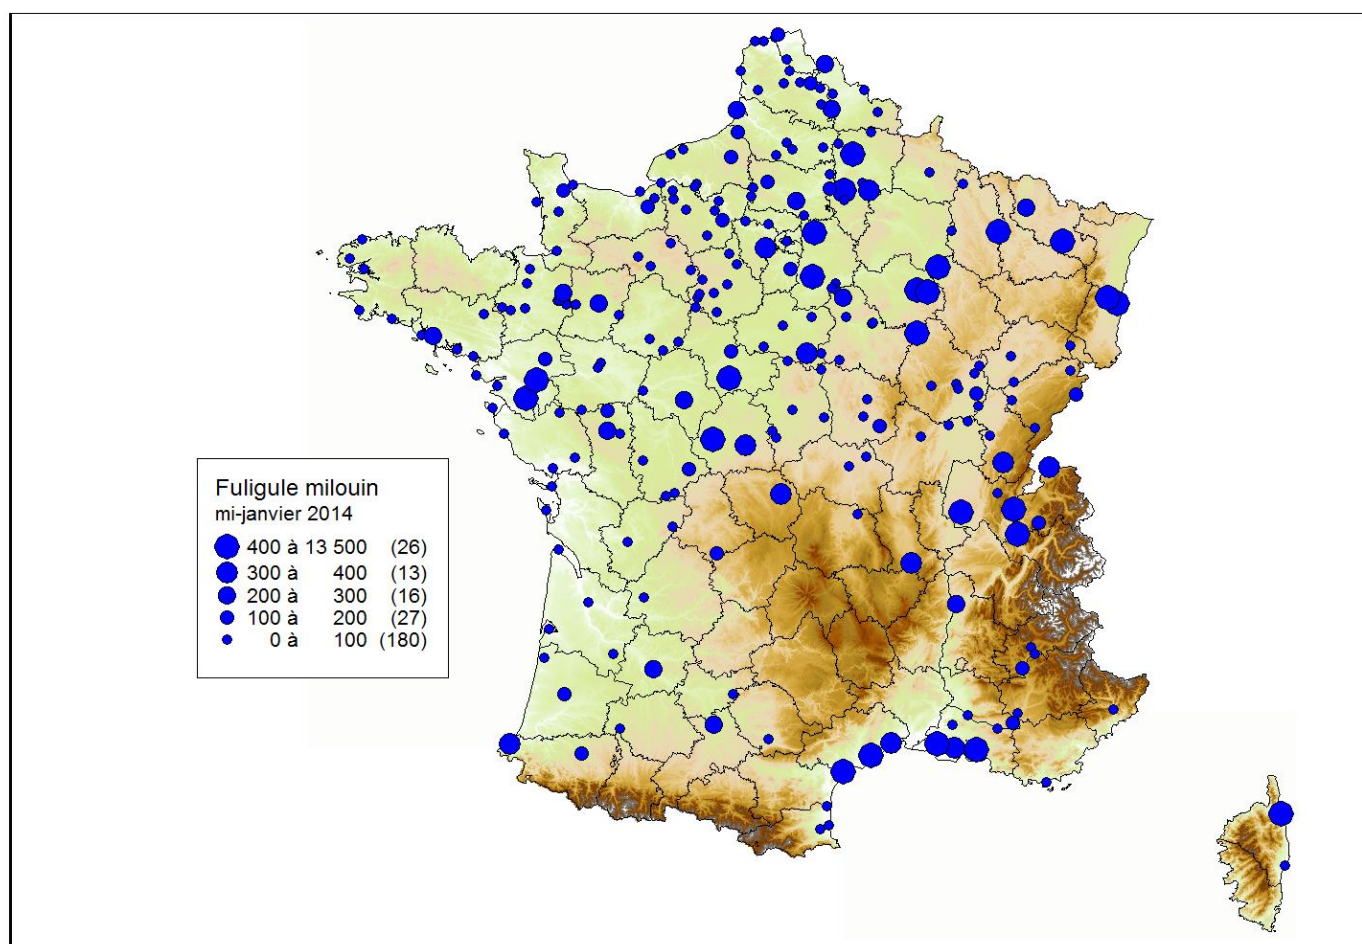 Fuligule milouin
mi-janvier 2014
400 à 13 500 (26)
300 à 400 (13)
200 à 300 (16)
100 à 200 (27)
0 à 100 (180)